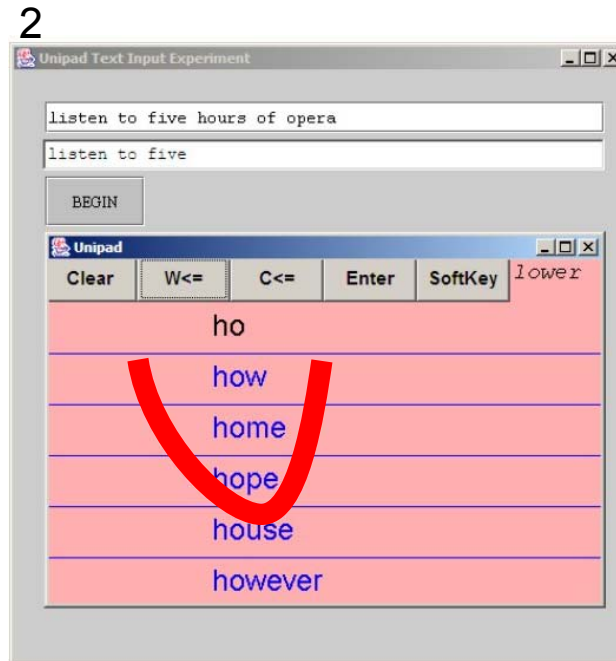 2
Unipad Text Input Experiment
listen to five hours of opera
listen to five
BEGIN
Unipad
Clear W<= C<= Enter SoftKey lower
ho
how
home
hope
house
however